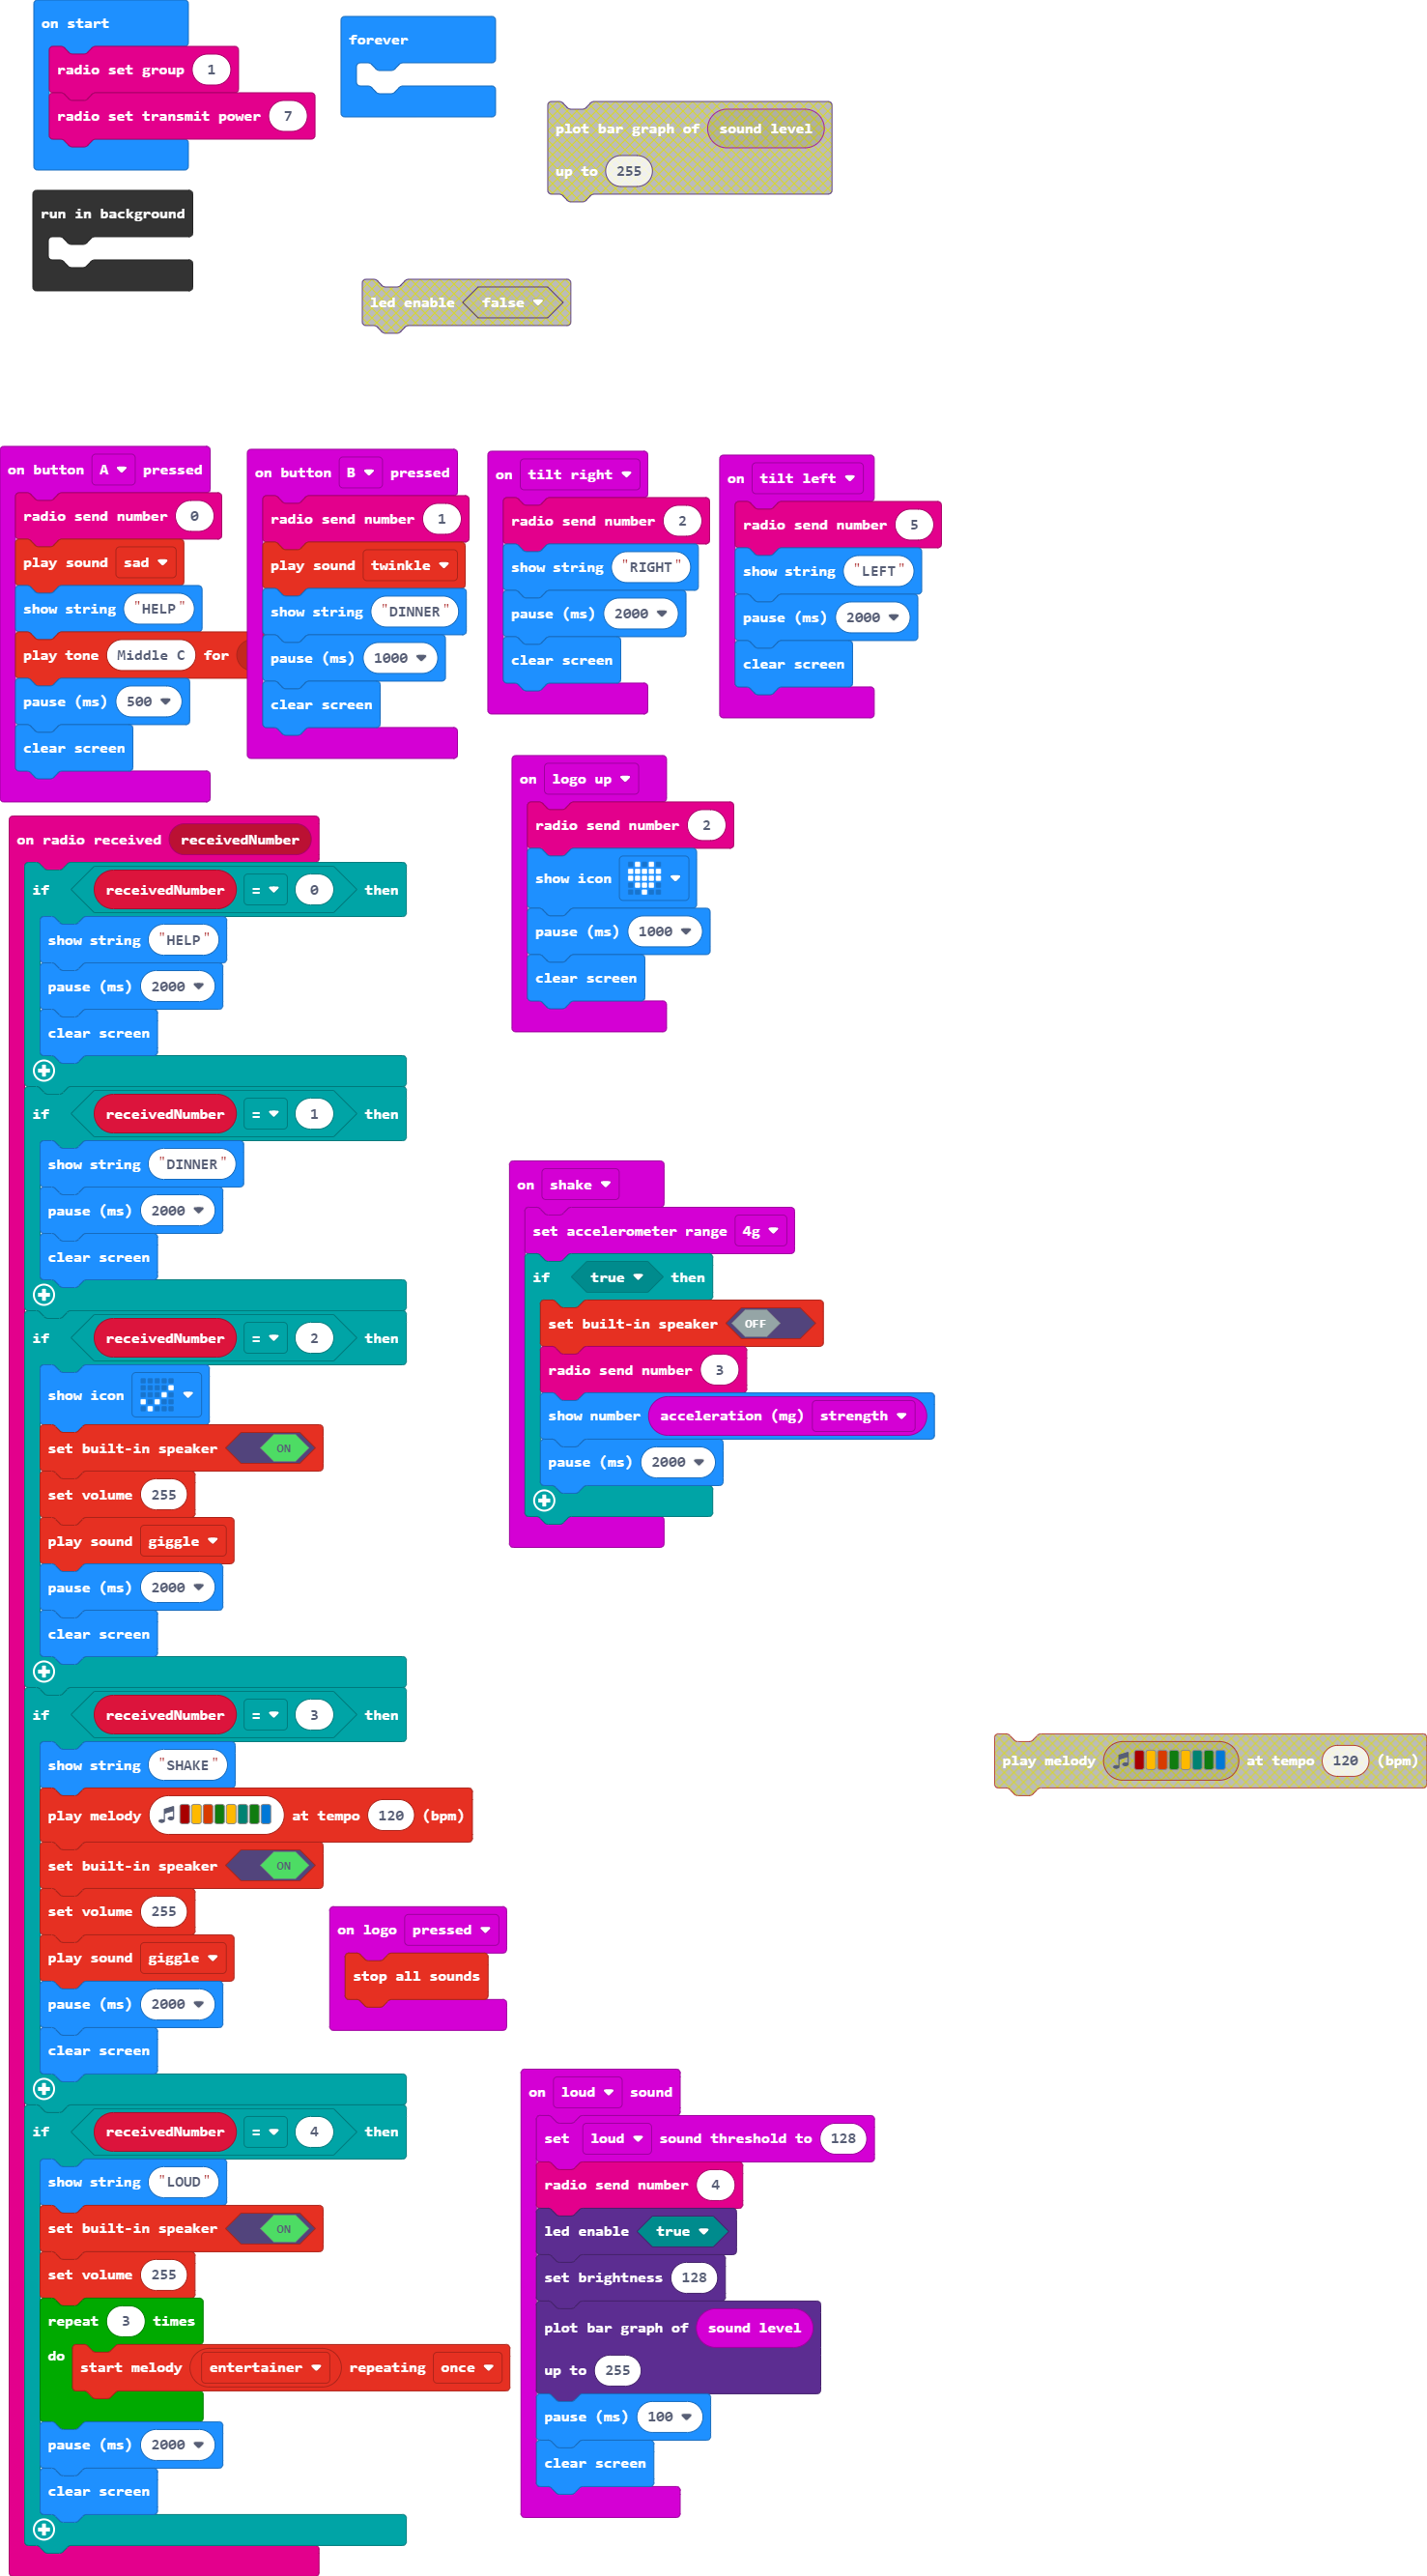 on start
radio set group 1
radio set transmit power 7
forever
plot bar graph of sound level
up to 255
run in background
led enable false
on button A pressed
radio send number 0
play sound sad
show string "HELP"
play tone Middle C for
pause (ms) 500
clear screen
on button B pressed
radio send number 1
play sound twinkle
show string "DINNER"
pause (ms) 1000
clear screen
on tilt right
radio send number 2
show string "RIGHT"
pause (ms) 2000
clear screen
on tilt left
radio send number 5
show string "LEFT"
pause (ms) 2000
clear screen
on logo up
radio send number 2
show icon
pause (ms) 1000
clear screen
on radio received receivedNumber
if receivedNumber = 0 then
show string "HELP"
pause (ms) 2000
clear screen
if receivedNumber = 1 then
show string "DINNER"
pause (ms) 2000
clear screen
if receivedNumber = 2 then
show icon
set built-in speaker ON
set volume 255
play sound giggle
pause (ms) 2000
clear screen
if receivedNumber = 3 then
show string "SHAKE"
play melody at tempo 120 (bpm)
set built-in speaker ON
set volume 255
play sound giggle
pause (ms) 2000
clear screen
if receivedNumber = 4 then
show string "LOUD"
set built-in speaker ON
set volume 255
repeat 3 times
do start melody entertainer repeating once
pause (ms) 2000
clear screen
on shake
set accelerometer range 4g
if true then
set built-in speaker OFF
radio send number 3
show number acceleration (mg) strength
pause (ms) 2000
play melody at tempo 120 (bpm)
on logo pressed
stop all sounds
on loud sound
set loud sound threshold to 128
radio send number 4
led enable true
set brightness 128
plot bar graph of sound level
up to 255
pause (ms) 100
clear screen